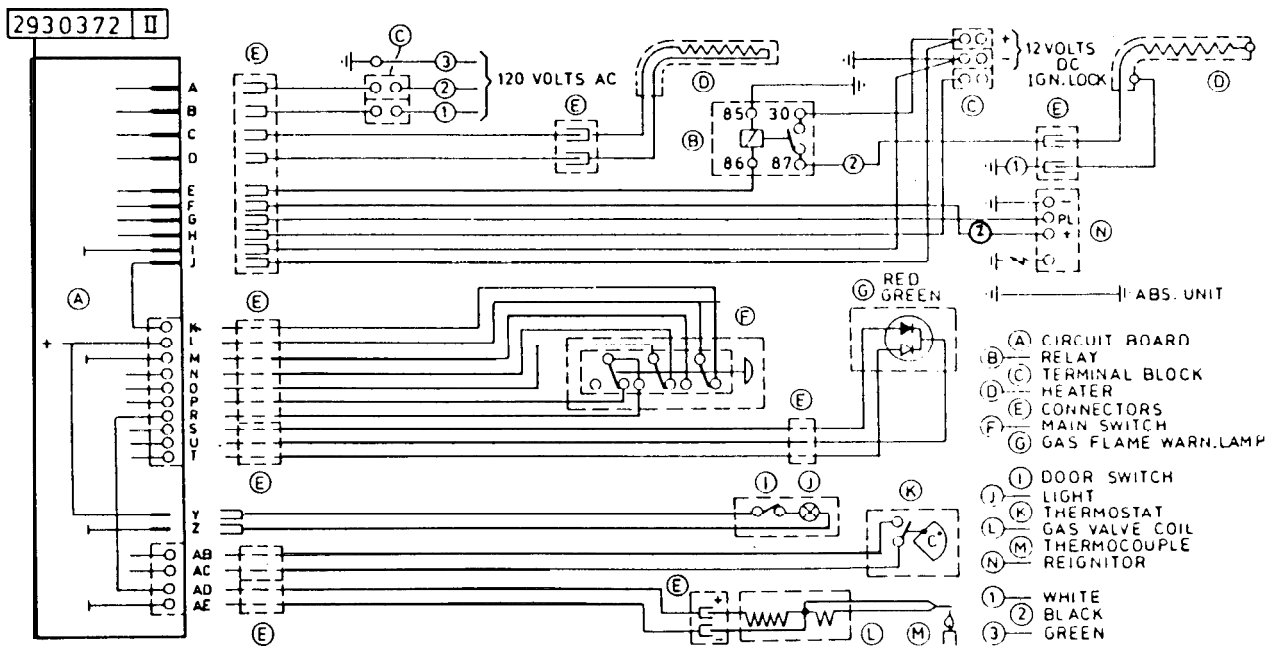 2930372 II
A
B
C
D
E
F
G
H
I
J
K
L
M
N
O
P
R
S
U
T
Y
Z
AB
AC
AD
AE
A
+
E
C
3
2
1
120 VOLTS AC
E
D
B
85 30
86 87
2
C
+
-
12 VOLTS
DC
IGN. LOCK
E
D
1
-
PL
+
2
N
ABS. UNIT
E
F
G
RED
GREEN
E
E
I
J
K
C°
E
E
+
-
L
M
A CIRCUIT BOARD
B RELAY
C TERMINAL BLOCK
D HEATER
E CONNECTORS
F MAIN SWITCH
G GAS FLAME WARN. LAMP
I DOOR SWITCH
J LIGHT
K THERMOSTAT
L GAS VALVE COIL
M THERMOCOUPLE
N REIGNITOR
1 WHITE
2 BLACK
3 GREEN